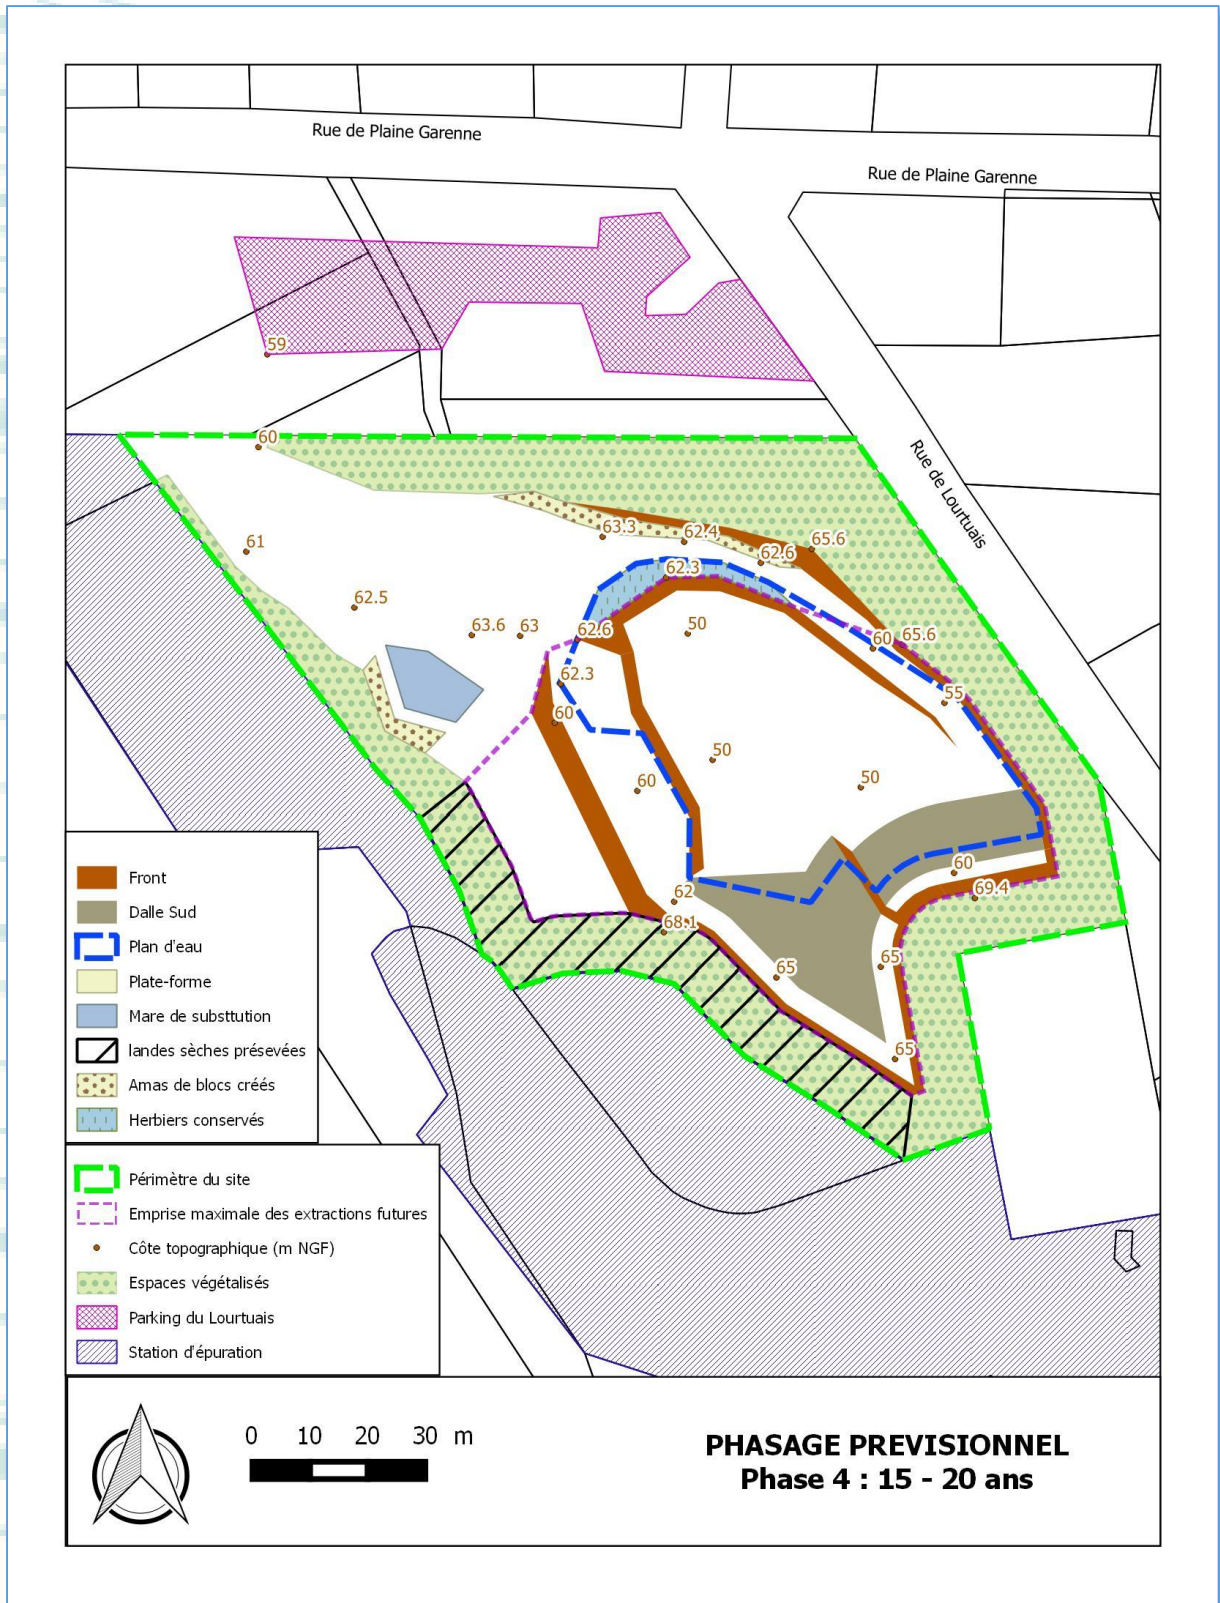 Rue de Plaine Garenne
Rue de Plaine Garenne
59
60
Rue de Lourtuais
61
63.3
62.4
65.6
62.6
62.3
62.5
63.6
63
62.6
50
60
65.6
62.3
55
60
50
60
50
60
62
69.4
68.1
65
65
65
Front
Dalle Sud
Plan d'eau
Plate-forme
Mare de substtution
landes sèches présevées
Amas de blocs créés
Herbiers conservés
Périmètre du site
Emprise maximale des extractions futures
Côte topographique (m NGF)
Espaces végétalisés
Parking du Lourtuais
Station d'épuration
0 10 20 30 m
PHASAGE PREVISIONNEL
Phase 4 : 15 - 20 ans